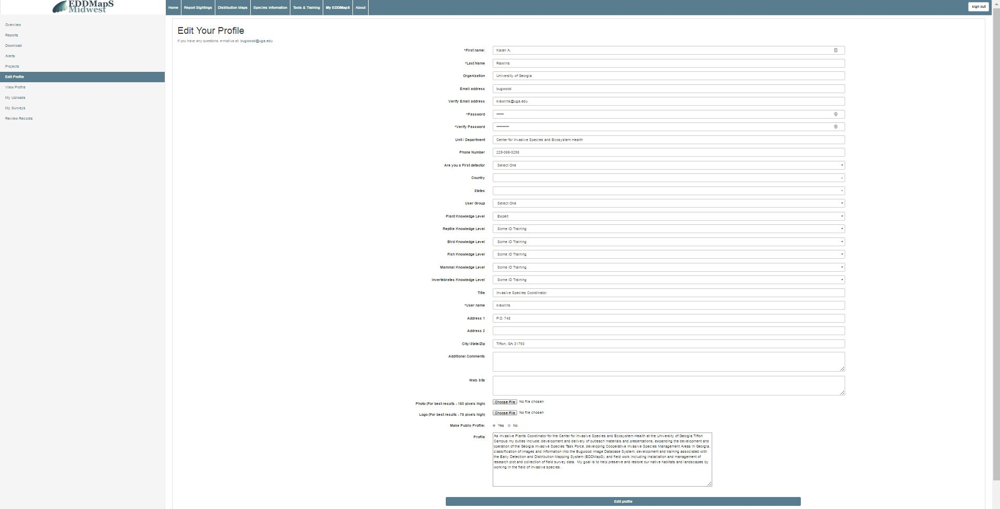 EDDMapS
Midwest
Home Report Sightings Distribution Maps Species Information Tools & Training My EDDMapS About sign out
Overview
Reports
Download
Alerts
Projects
Edit Profile
View Profile
My Uploads
My Surveys
Review Records
Edit Your Profile
If you have any questions, e-mail us at: bugwood@uga.edu
*First name: Karan A.
*Last Name Rawlins
Organization University of Georgia
Email address bugwood
Verify Email address krawlins@uga.edu
*Password
*Verify Password
Unit / Department Center for Invasive Species and Ecosystem Health
Phone Number 229-386-3298
Are you a First detector Select One
Country
States
User Group Select One
Plant Knowledge Level Expert
Reptile Knowledge Level Some ID Training
Bird Knowledge Level Some ID Training
Fish Knowledge Level Some ID Training
Mammal Knowledge Level Some ID Training
Invertebrates Knowledge Level Some ID Training
Title Invasive Species Coordinator
*User name krawlins
Address 1 P.O. 748
Address 2
City/State/Zip Tifton, GA 31793
Additional Comments
Web Site
Photo (For best results - 150 pixels high) Choose File No file chosen
Logo (For best results - 75 pixels high) Choose File No file chosen
Make Public Profile: Yes No
Profile As Invasive Plants Coordinator for the Center for Invasive Species and Ecosystem Health at the University of Georgia Tifton
Campus my duties include: development and delivery of outreach materials and presentations, expanding the development and
operation of the Georgia Invasive Species Task Force, developing Cooperative Invasive Species Management Areas in Georgia,
classification of images and information into the Bugwood Image Database System, development and training associated with
the Early Detection and Distribution Mapping System (EDDMapS), and field work including installation and management of
research plot and collection of field survey data. My goal is to help preserve and restore our native habitats and landscapes by
working in the field of invasive species.
Edit profile